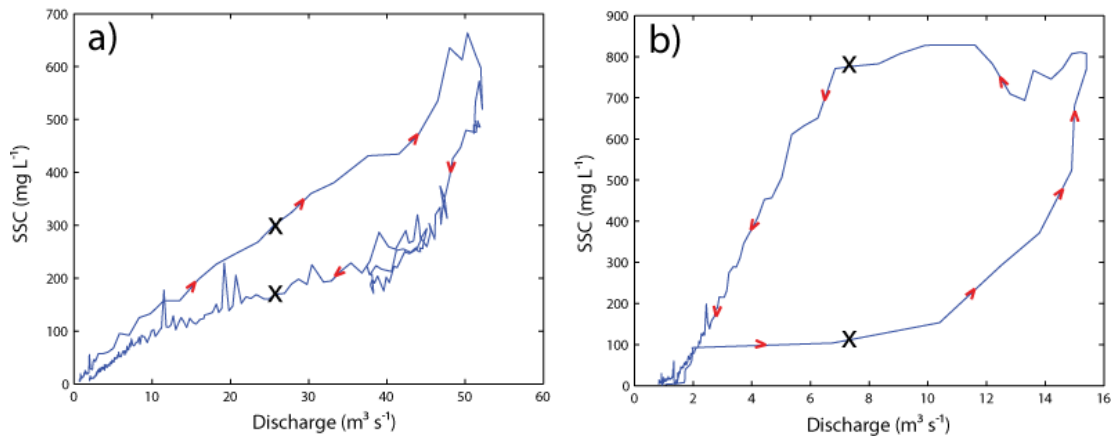 a)
SSC (mg L⁻¹)
700
600
500
400
300
200
100
0
X
X
0 10 20 30 40 50 60
Discharge (m³ s⁻¹)
b)
SSC (mg L⁻¹)
900
800
700
600
500
400
300
200
100
0
X
X
0 2 4 6 8 10 12 14 16
Discharge (m³ s⁻¹)